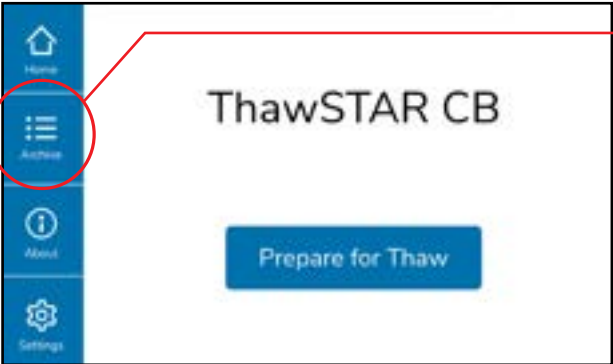 Home
Archive
About
Settings
ThawSTAR CB
Prepare for Thaw